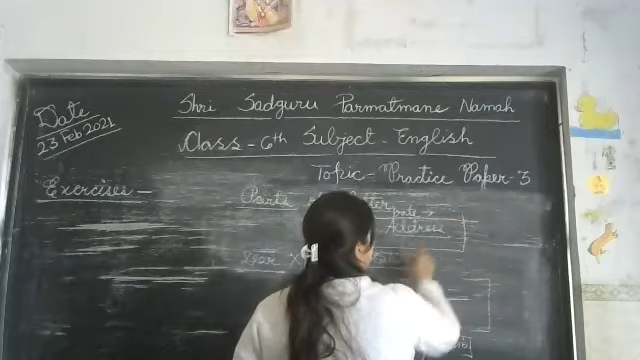 Shri Sadguru Parmatmane Namah
Date
23 Feb 2021
Class - 6th Subject - English
Topic - Practice Paper - 3
Exercises -
Parts
Date →
Address